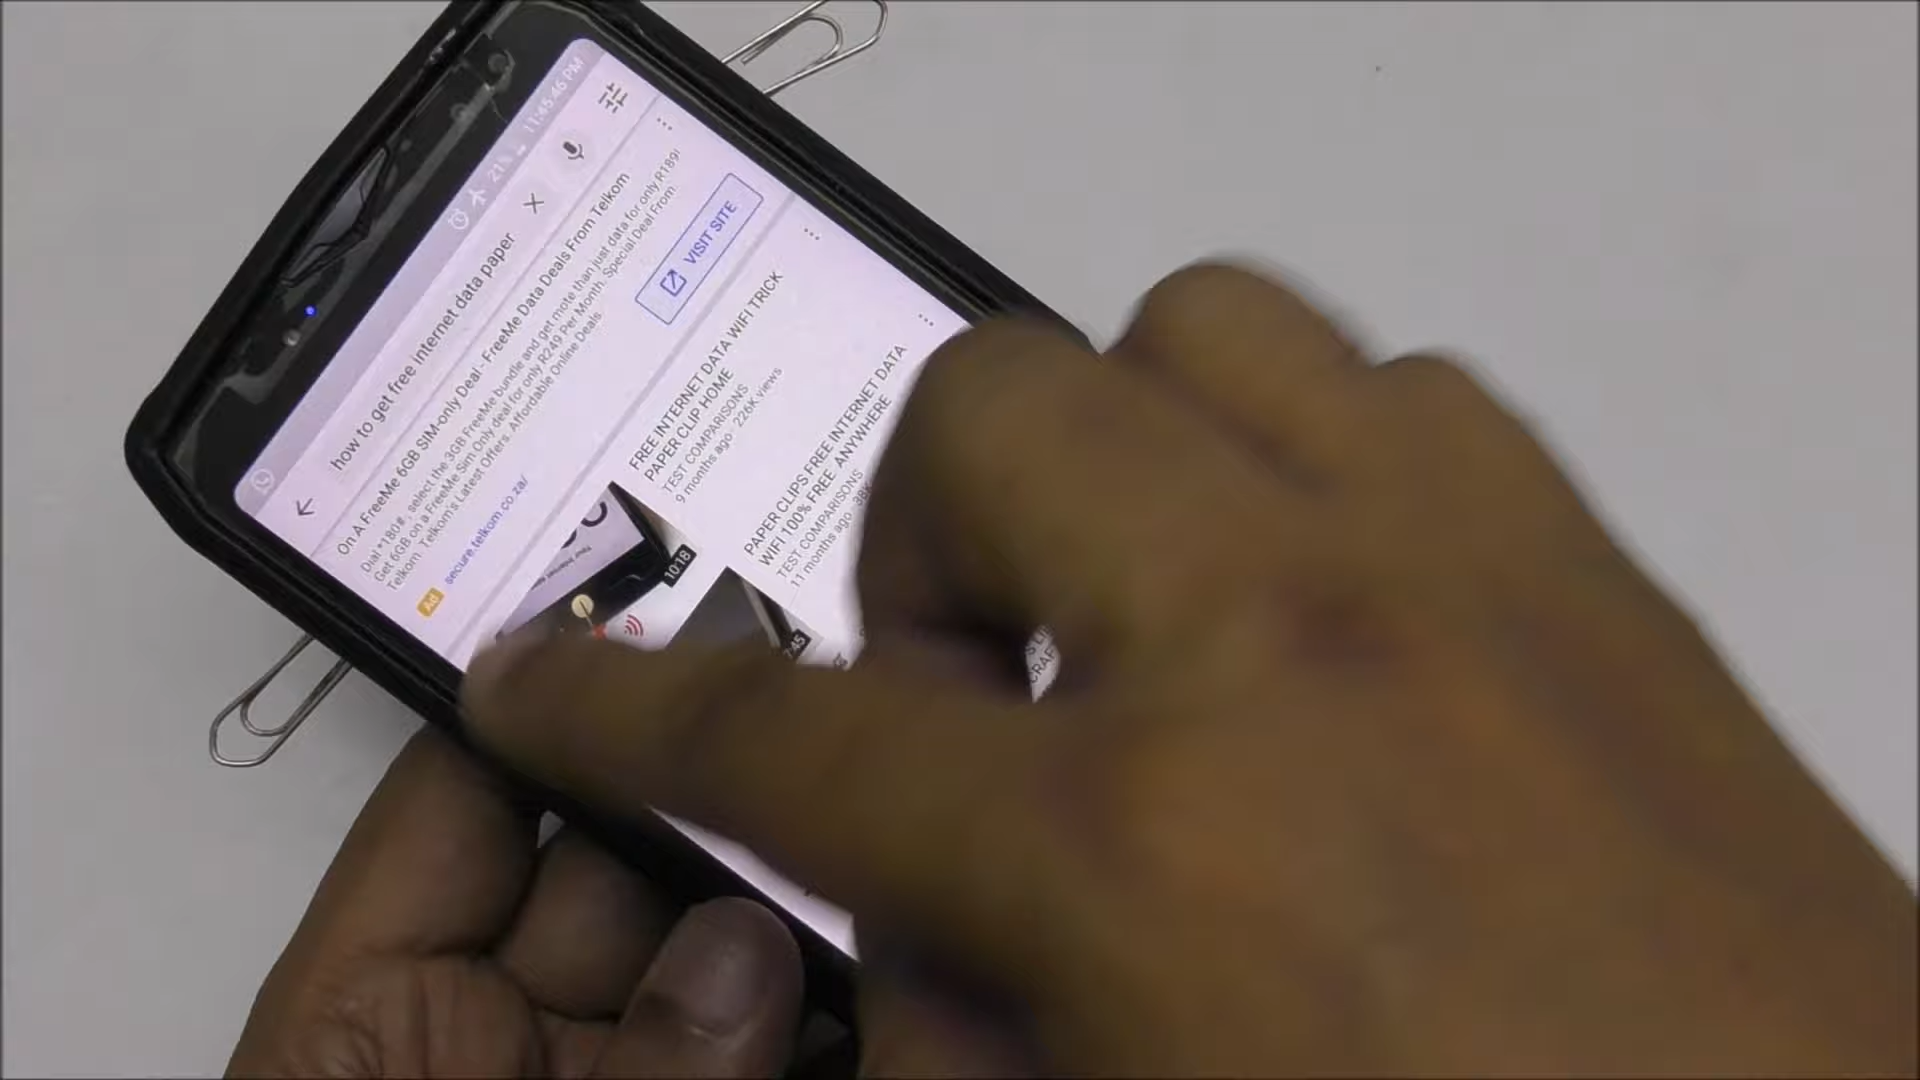 21% 11:45:46 PM
how to get free internet data paper
On A FreeMe 6GB SIM-only Deal - FreeMe Data Deals From Telkom
Dial *180#, select the 3GB FreeMe bundle and get mote than just data for only R189!
Get 6GB on a FreeMe Sim Only deal for only R249 Per Month. Special Deal From
Telkom. Telkom's Latest Offers. Affordable Online Deals
Ad secure.telkom.co.za/
VISIT SITE
FREE INTERNET DATA WIFI TRICK
PAPER CLIP HOME
TEST COMPARISONS
9 months ago · 226K views
10:18
PAPER CLIPS FREE INTERNET DATA
WIFI 100% FREE ANYWHERE
TEST COMPARISONS
11 months ago